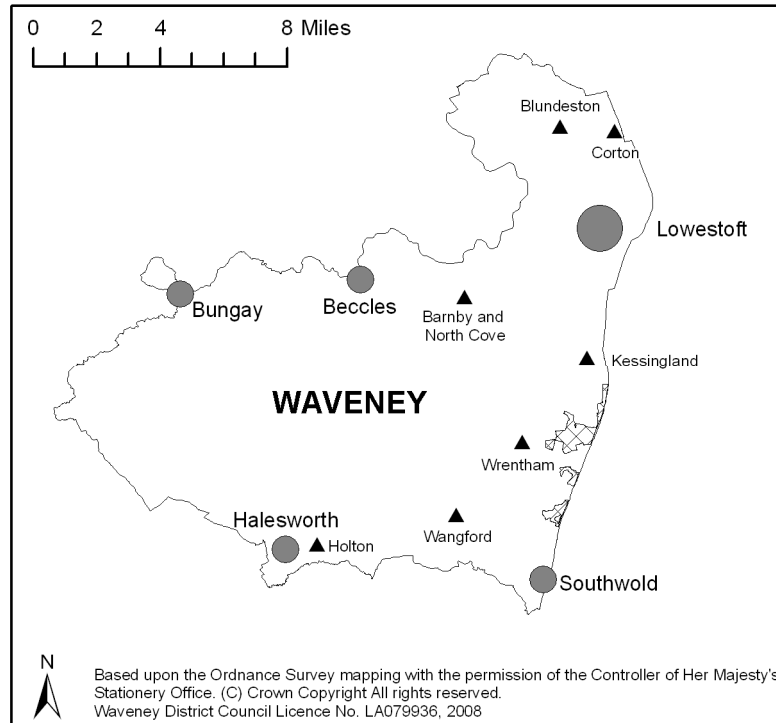 0 2 4 8 Miles
Blundeston
Corton
Lowestoft
Beccles
Bungay
Barnby and
North Cove
Kessingland
WAVENEY
Wrentham
Halesworth
Wangford
Holton
Southwold
N
Based upon the Ordnance Survey mapping with the permission of the Controller of Her Majesty's
Stationery Office. (C) Crown Copyright All rights reserved.
Waveney District Council Licence No. LA079936, 2008